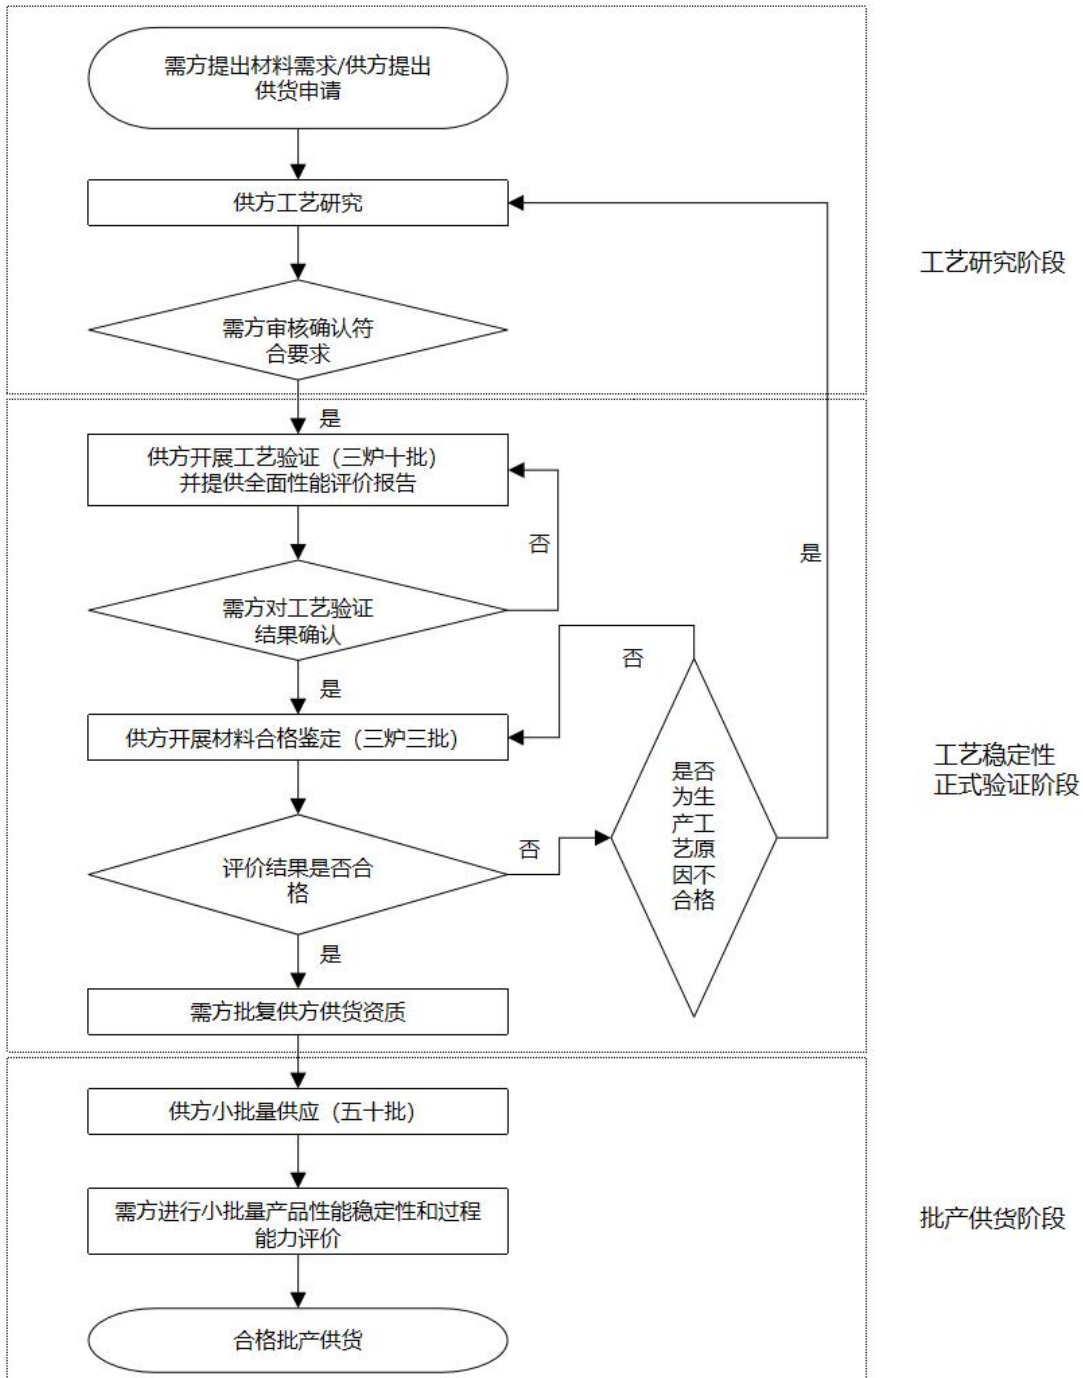 需方提出材料需求/供方提出
供货申请
供方工艺研究
工艺研究阶段
需方审核确认符
合要求
是
供方开展工艺验证（三炉十批）
并提供全面性能评价报告
否
是
需方对工艺验证
结果确认
否
是
供方开展材料合格鉴定（三炉三批）
工艺稳定性
正式验证阶段
是否
为生
产工
艺原
因不
合格
评价结果是否合
格
否
是
需方批复供方供货资质
供方小批量供应（五十批）
需方进行小批量产品性能稳定性和过程
能力评价
批产供货阶段
合格批产供货